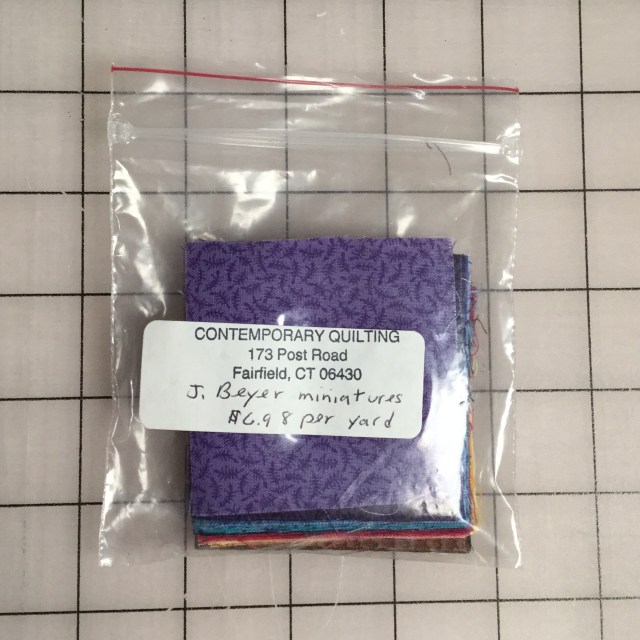 CONTEMPORARY QUILTING
173 Post Road
Fairfield, CT 06430
J. Beyer miniatures
$6.98 per yard